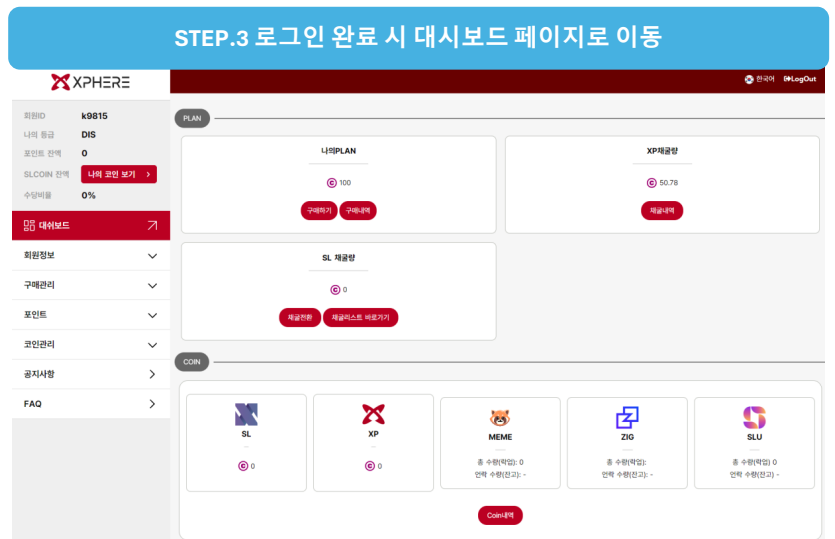 STEP.3 로그인 완료 시 대시보드 페이지로 이동
XPHERE
한국어 LogOut
회원ID k9815
나의 등급 DIS
포인트 잔액 0
SLCOIN 잔액 나의 코인 보기 >
수당비율 0%
대쉬보드
회원정보
구매관리
포인트
코인관리
공지사항
FAQ
PLAN
나의PLAN
100
구매하기 구매내역
XP채굴량
50.78
채굴내역
SL 채굴량
0
채굴전환 채굴리스트 바로가기
COIN
SL
0
XP
0
MEME
총 수량(락업): 0
언락 수량(잔고): -
ZIG
총 수량(락업):
언락 수량(잔고): -
SLU
총 수량(락업) 0
언락 수량(잔고) -
Coin내역